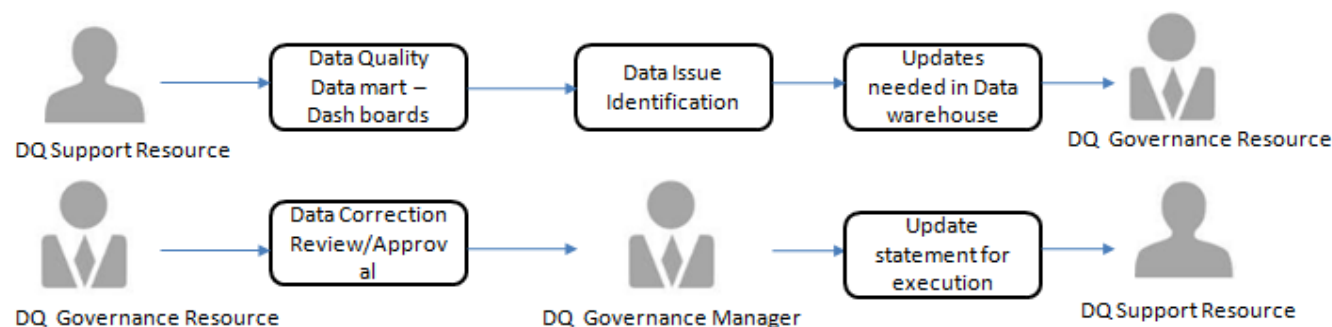 Data Quality
Data mart –
Dash boards
Data Issue
Identification
Updates
needed in Data
warehouse
DQ Support Resource
DQ  Governance Resource
Data Correction
Review/Approv
al
Update
statement for
execution
DQ  Governance Resource
DQ  Governance Manager
DQ Support Resource